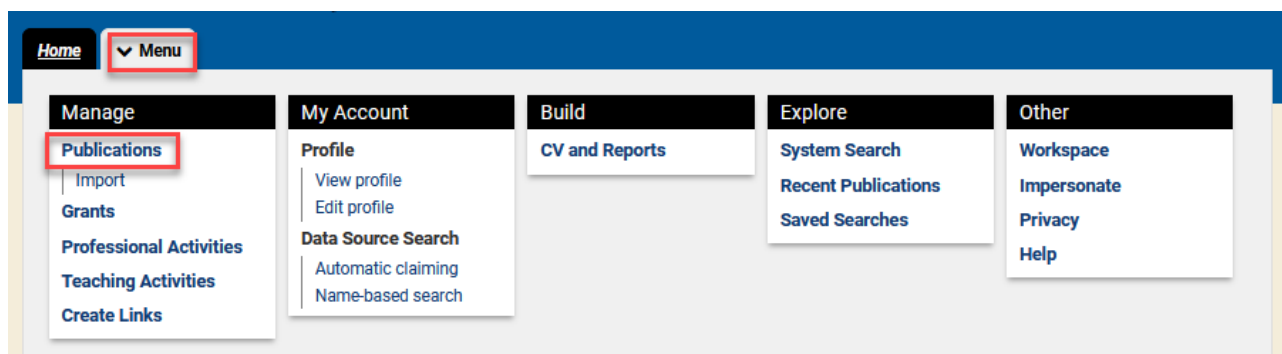 Home
Menu
Manage
Publications
Import
Grants
Professional Activities
Teaching Activities
Create Links
My Account
Profile
View profile
Edit profile
Data Source Search
Automatic claiming
Name-based search
Build
CV and Reports
Explore
System Search
Recent Publications
Saved Searches
Other
Workspace
Impersonate
Privacy
Help